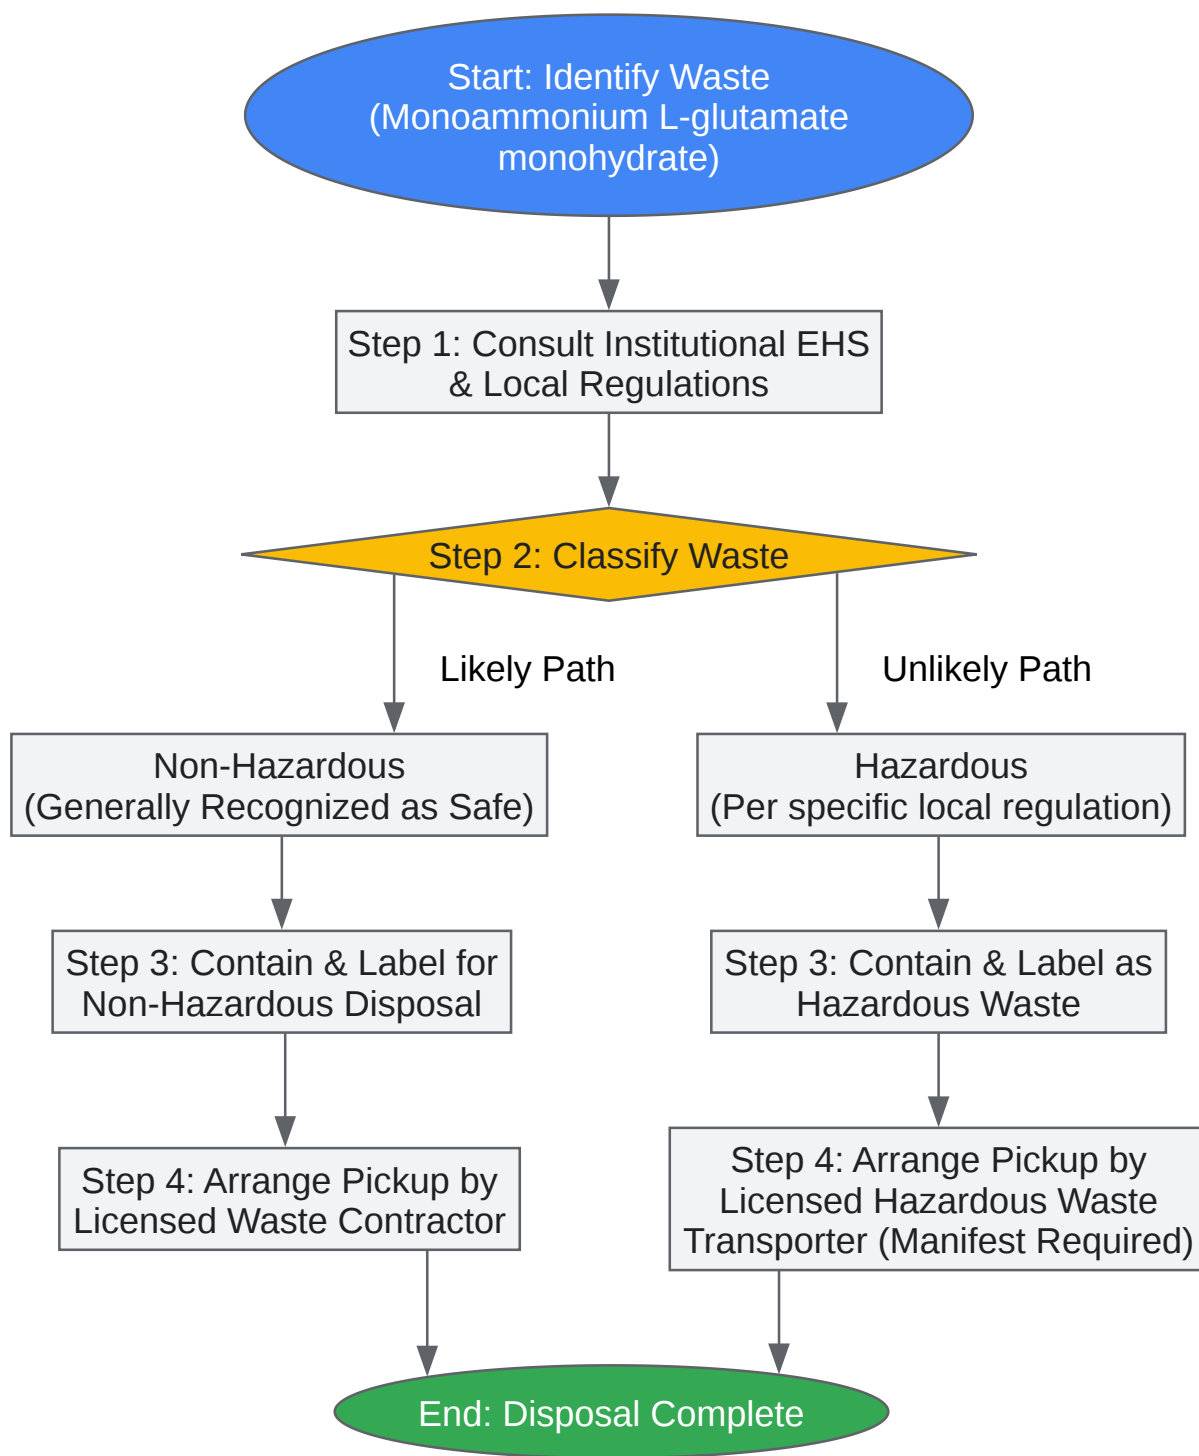 Start: Identify Waste
(Monoammonium L-glutamate
monohydrate)
Step 1: Consult Institutional EHS
& Local Regulations
Step 2: Classify Waste
Likely Path
Unlikely Path
Non-Hazardous
(Generally Recognized as Safe)
Hazardous
(Per specific local regulation)
Step 3: Contain & Label for
Non-Hazardous Disposal
Step 3: Contain & Label as
Hazardous Waste
Step 4: Arrange Pickup by
Licensed Waste Contractor
Step 4: Arrange Pickup by
Licensed Hazardous Waste
Transporter (Manifest Required)
End: Disposal Complete